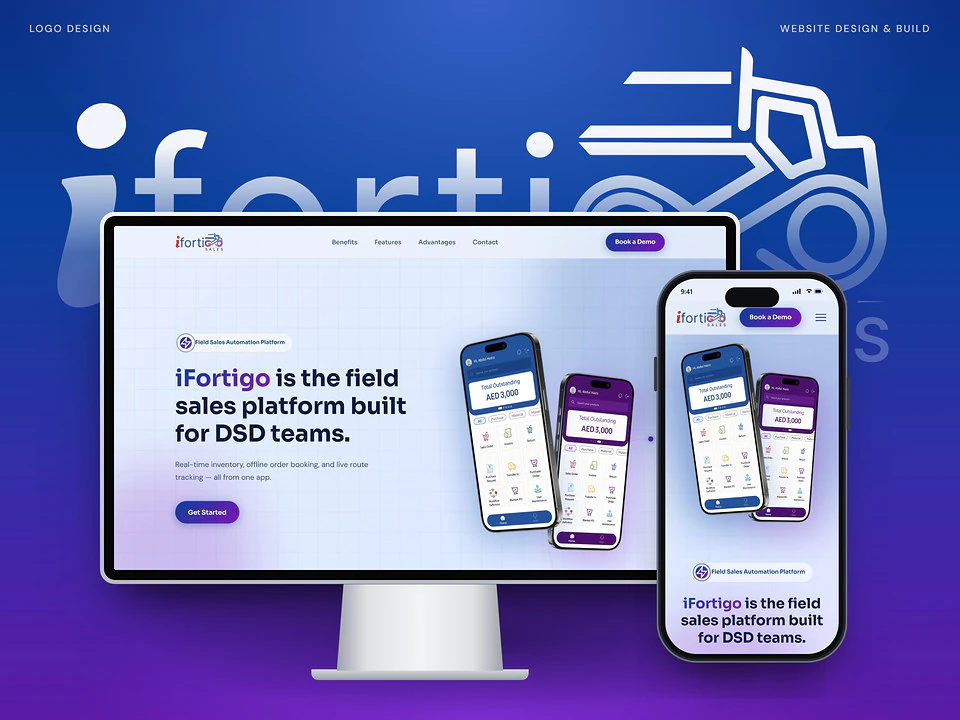 LOGO DESIGN
WEBSITE DESIGN & BUILD
iforti
S
ifortigo
SALES
Benefits
Features
Advantages
Contact
Book a Demo
Field Sales Automation Platform
iFortigo is the field
sales platform built
for DSD teams.
Real-time inventory, offline order booking, and live route
tracking — all from one app.
Get Started
Total Outstanding
AED 3,000
Total Outstanding
AED 3,000
9:41
ifortigo
SALES
Book a Demo
Total Outstanding
AED 3,000
Total Outstanding
AED 3,000
Field Sales Automation Platform
iFortigo is the field
sales platform built
for DSD teams.